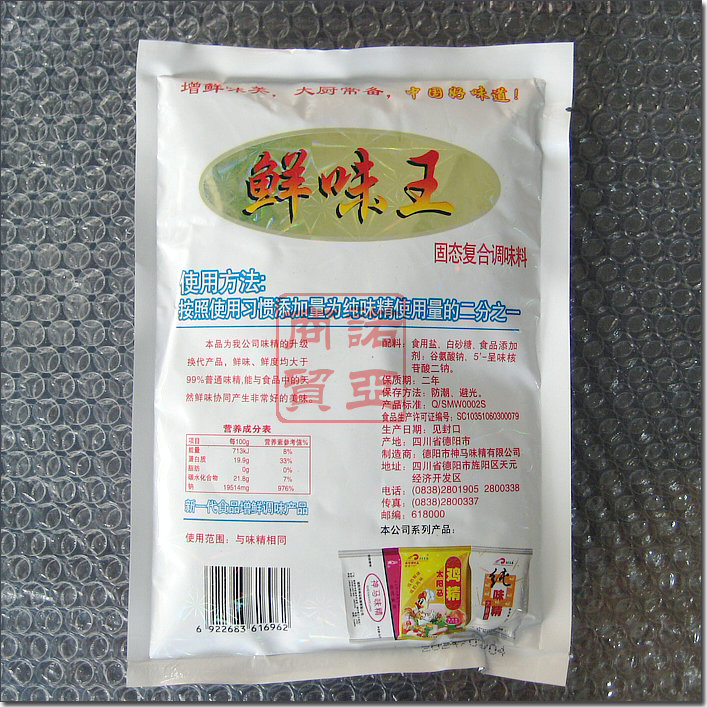 增鲜味美，大厨常备，中国好味道！
鲜味王
固态复合调味料
使用方法:
按照使用习惯添加量为纯味精使用量的二分之一
本品为我公司味精的升级
换代产品，鲜味、鲜度均大于
99%普通味精,能与食品中的天
然鲜味协同产生非常好的美味。
营养成分表
项目 每100g 营养素参考值%
能量 713kJ 8%
蛋白质 19.9g 33%
脂肪 0g 0%
碳水化合物 21.8g 7%
钠 19514mg 976%
新一代食品增鲜调味产品
使用范围：与味精相同
6 922683 616962
配料：食用盐、白砂糖、食品添加
剂：谷氨酸钠、5'-呈味核
苷酸二钠。
保质期：二年
保存方法：防潮、避光。
产品标准：Q/SMW0002S
食品生产许可证编号：SC10351060300079
生产日期：见封口
产地：四川省德阳市
制造商：德阳市神马味精有限公司
地址：四川省德阳市旌阳区天元
经济开发区
电话：(0838)2801905 2800338
传真：(0838)2800337
邮编：618000
本公司系列产品：
神马味精
太阳马
鸡精
纯味精
諾亞商貿